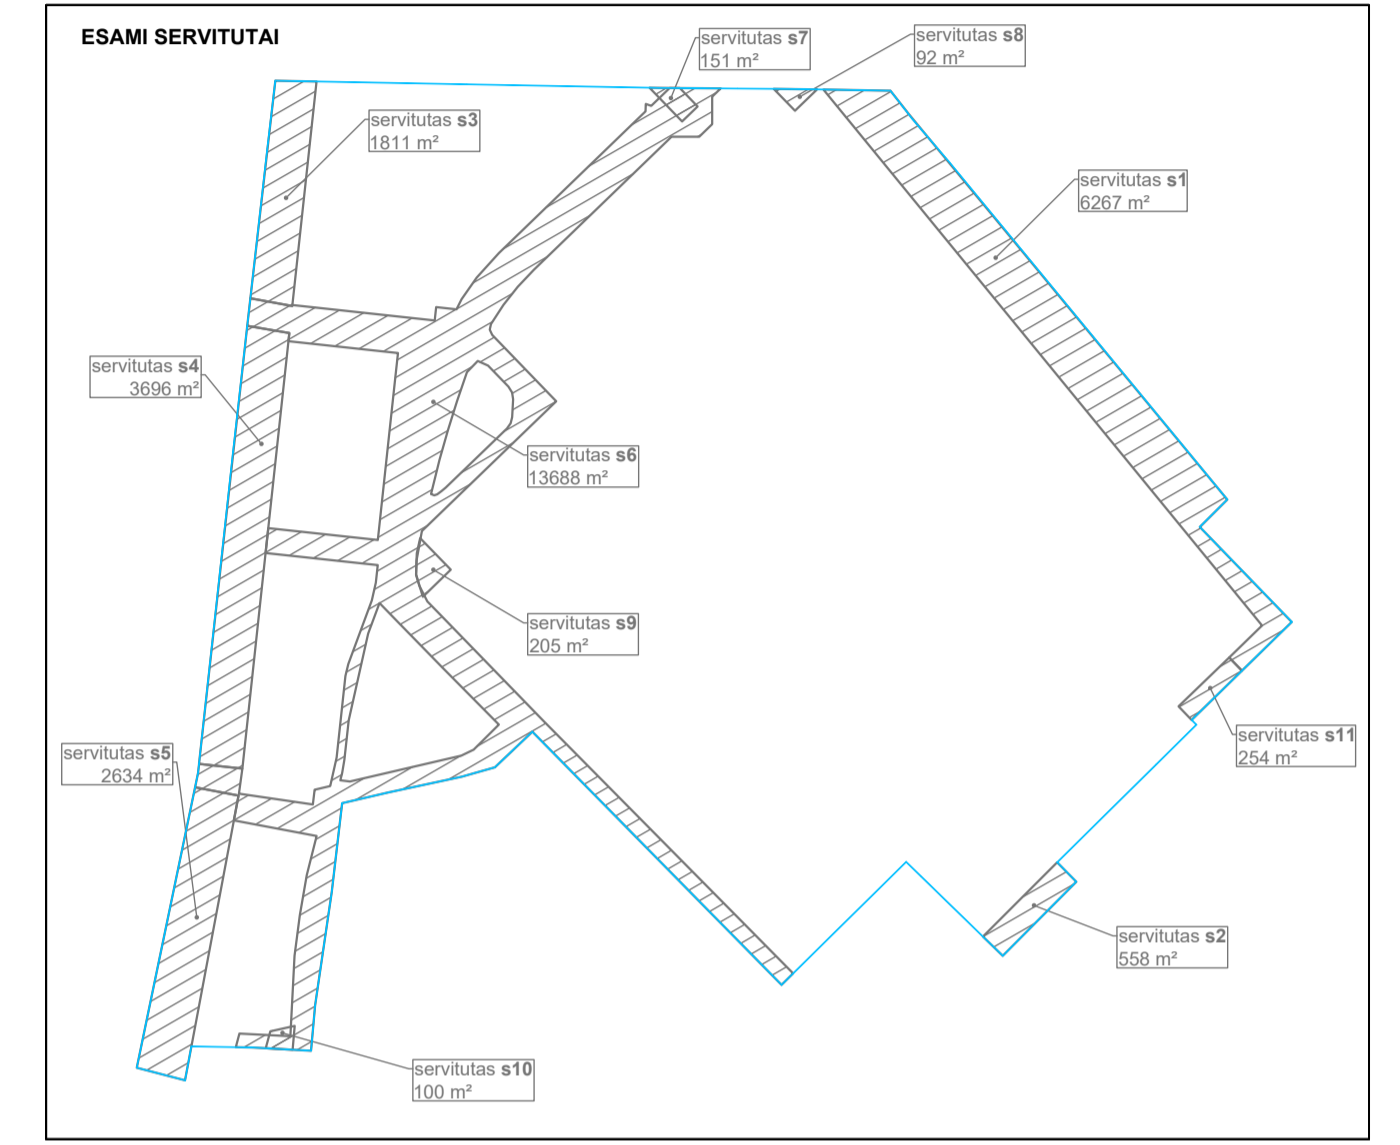 ESAMI SERVITUTAI
servitutas s7
151 m²
servitutas s8
92 m²
servitutas s3
1811 m²
servitutas s1
6267 m²
servitutas s4
3696 m²
servitutas s6
13688 m²
servitutas s9
205 m²
servitutas s5
2634 m²
servitutas s11
254 m²
servitutas s2
558 m²
servitutas s10
100 m²